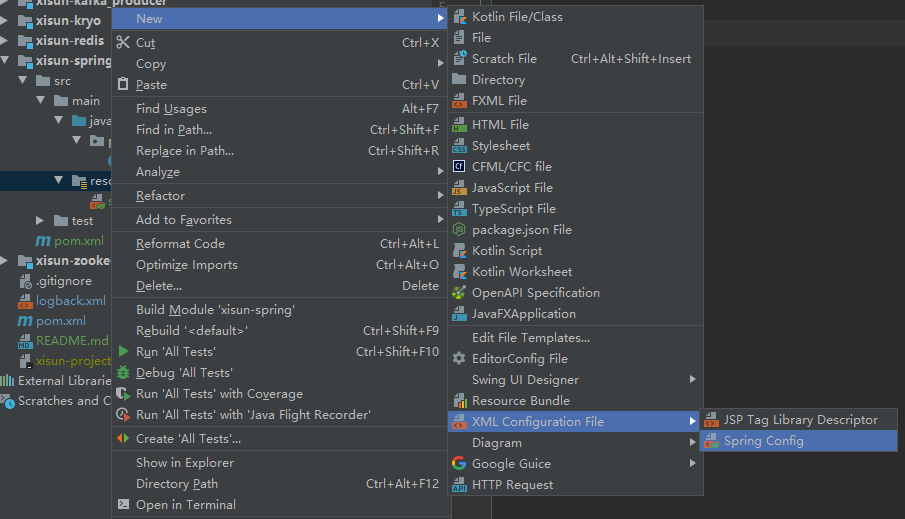 xisun-kafka_producer
xisun-kryo
xisun-redis
xisun-spring
src
main
java
test
pom.xml
.gitignore
logback.xml
pom.xml
README.md
External Librarie
Scratches and C
New
Cut Ctrl+X
Copy
Paste Ctrl+V
Find Usages Alt+F7
Find in Path... Ctrl+Shift+F
Replace in Path... Ctrl+Shift+R
Analyze
Refactor
Add to Favorites
Reformat Code Ctrl+Alt+L
Optimize Imports Ctrl+Alt+O
Delete... Delete
Build Module 'xisun-spring'
Rebuild '<default>' Ctrl+Shift+F9
Run 'All Tests' Ctrl+Shift+F10
Debug 'All Tests'
Run 'All Tests' with Coverage
Run 'All Tests' with 'Java Flight Recorder'
Create 'All Tests'...
Show in Explorer
Directory Path Ctrl+Alt+F12
Open in Terminal
Kotlin File/Class
File
Scratch File Ctrl+Alt+Shift+Insert
Directory
FXML File
HTML File
Stylesheet
CFML/CFC file
JavaScript File
TypeScript File
package.json File
Kotlin Script
Kotlin Worksheet
OpenAPI Specification
JavaFXApplication
Edit File Templates...
EditorConfig File
Swing UI Designer
Resource Bundle
XML Configuration File
Diagram
Google Guice
HTTP Request
JSP Tag Library Descriptor
Spring Config